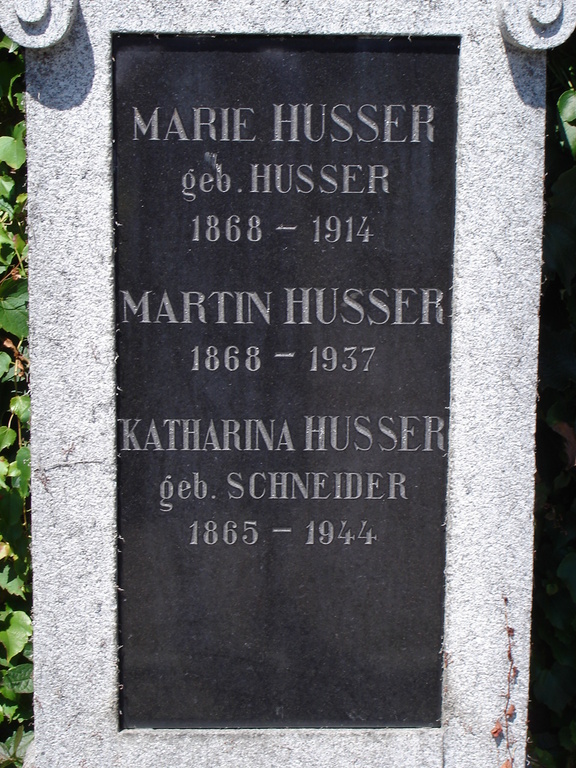 MARIE HUSSER
geb. HUSSER
1868 – 1914
MARTIN HUSSER
1868 – 1937
KATHARINA HUSSER
geb. SCHNEIDER
1865 – 1944